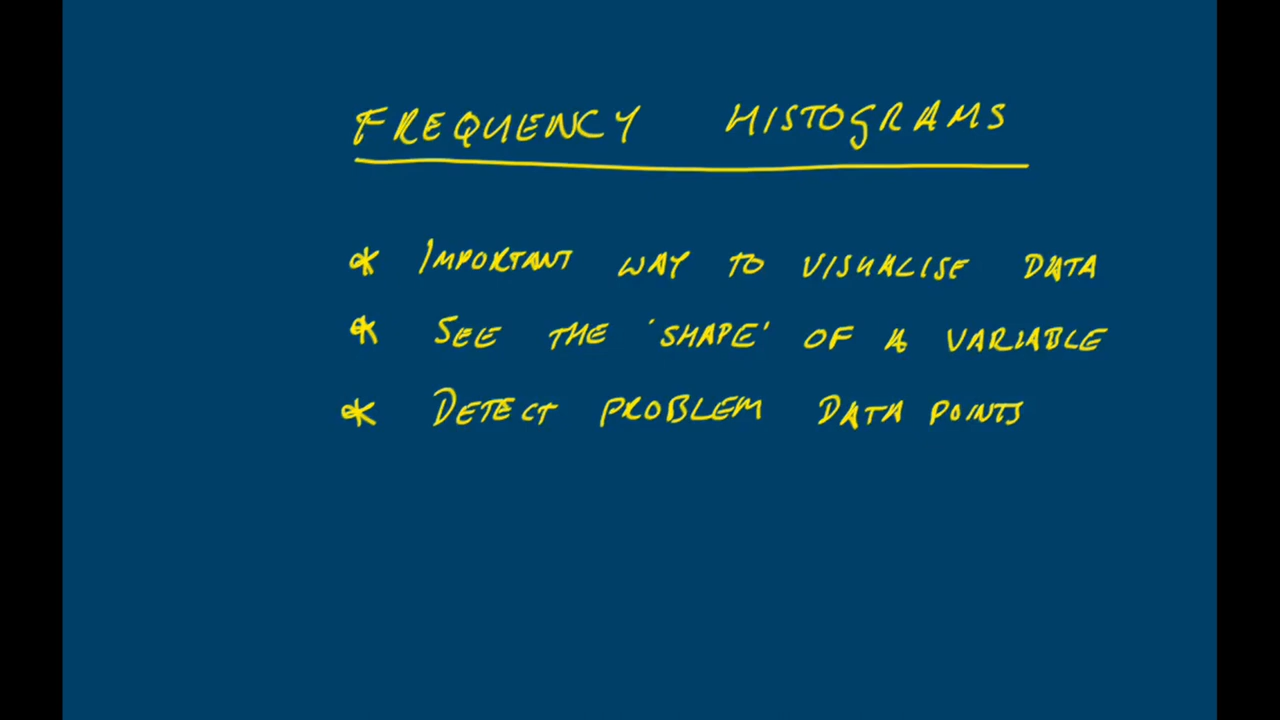 FREQUENCY HISTOGRAMS
* IMPORTANT WAY TO VISUALISE DATA
* SEE THE 'SHAPE' OF A VARIABLE
* DETECT PROBLEM DATA POINTS